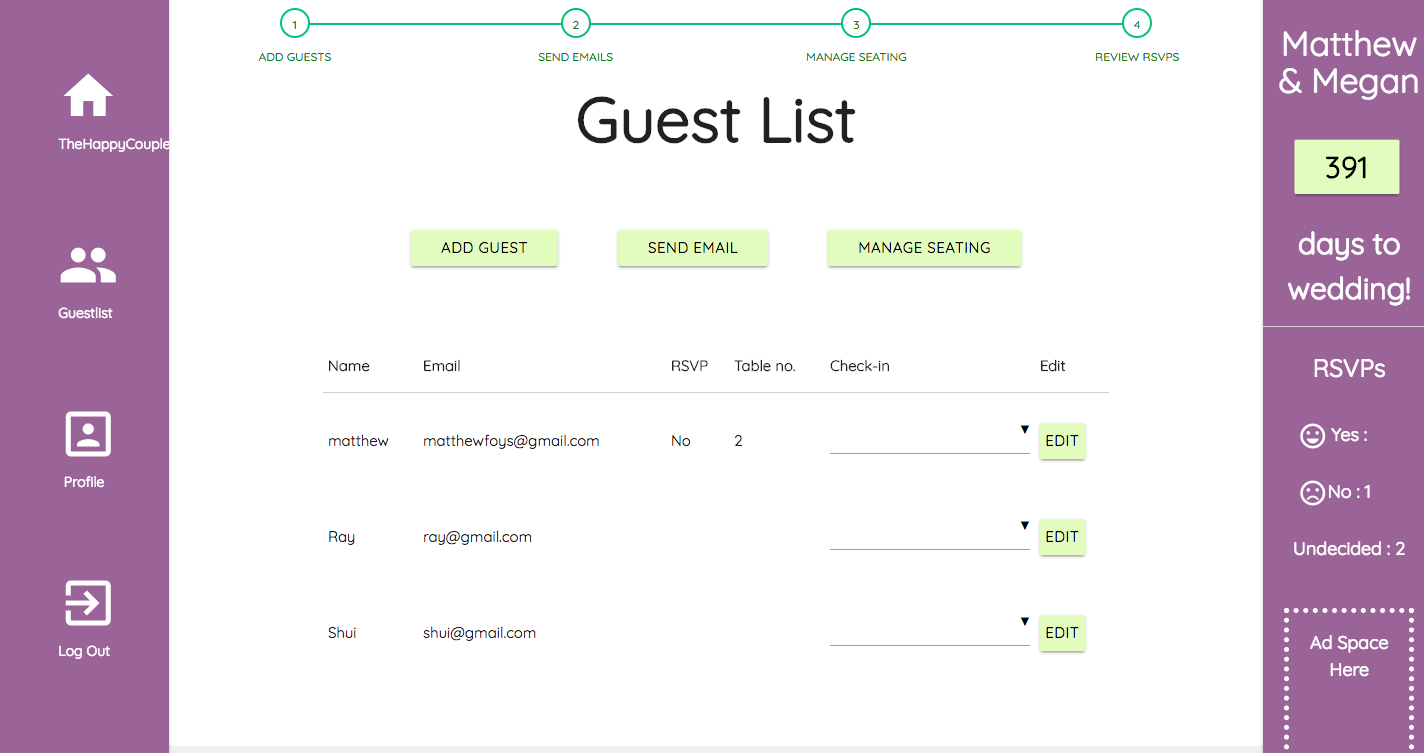 1 2 3 4
ADD GUESTS SEND EMAILS MANAGE SEATING REVIEW RSVPS
TheHappyCouple
Guestlist
Profile
Log Out
Guest List
ADD GUEST SEND EMAIL MANAGE SEATING
Name Email RSVP Table no. Check-in Edit
matthew matthewfoys@gmail.com No 2 EDIT
Ray ray@gmail.com EDIT
Shui shui@gmail.com EDIT
Matthew
& Megan
391
days to
wedding!
RSVPs
Yes :
No : 1
Undecided : 2
Ad Space
Here